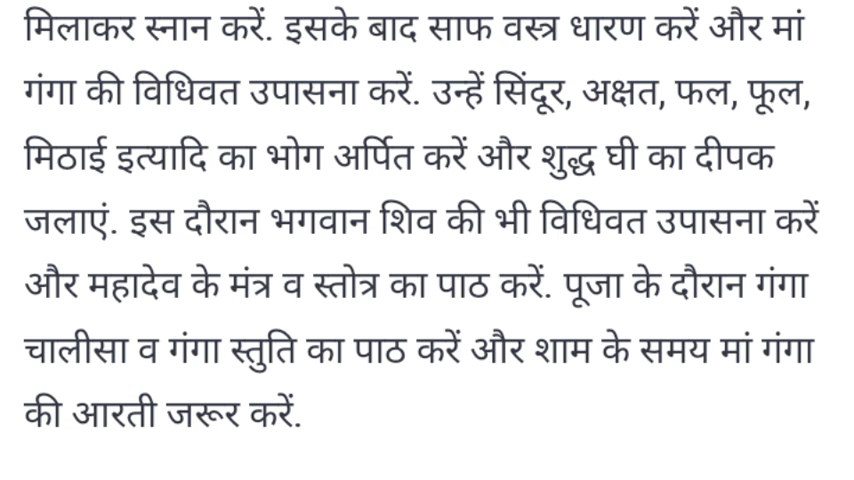 मिलाकर स्नान करें. इसके बाद साफ वस्त्र धारण करें और मां
गंगा की विधिवत उपासना करें. उन्हें सिंदूर, अक्षत, फल, फूल,
मिठाई इत्यादि का भोग अर्पित करें और शुद्ध घी का दीपक
जलाएं. इस दौरान भगवान शिव की भी विधिवत उपासना करें
और महादेव के मंत्र व स्तोत्र का पाठ करें. पूजा के दौरान गंगा
चालीसा व गंगा स्तुति का पाठ करें और शाम के समय मां गंगा
की आरती जरूर करें.